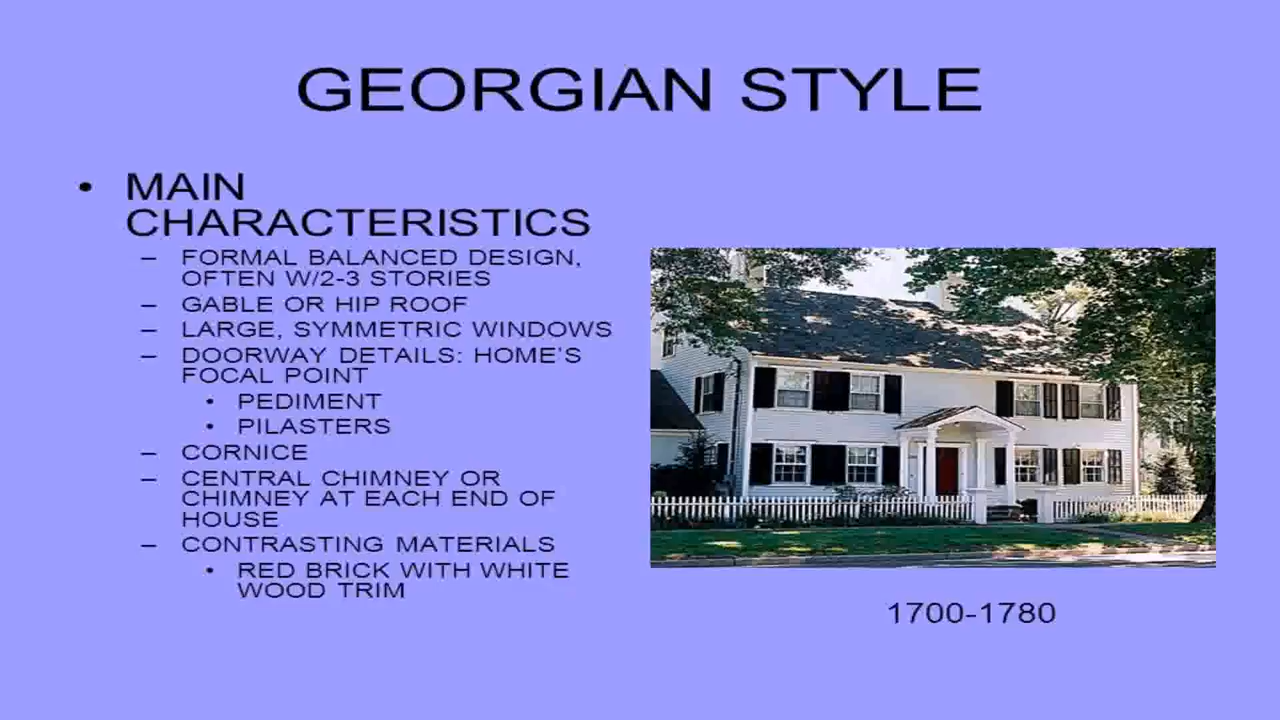 GEORGIAN STYLE
• MAIN
CHARACTERISTICS
– FORMAL BALANCED DESIGN,
OFTEN W/2-3 STORIES
– GABLE OR HIP ROOF
– LARGE, SYMMETRIC WINDOWS
– DOORWAY DETAILS: HOME'S
FOCAL POINT
• PEDIMENT
• PILASTERS
– CORNICE
– CENTRAL CHIMNEY OR
CHIMNEY AT EACH END OF
HOUSE
– CONTRASTING MATERIALS
• RED BRICK WITH WHITE
WOOD TRIM
1700-1780